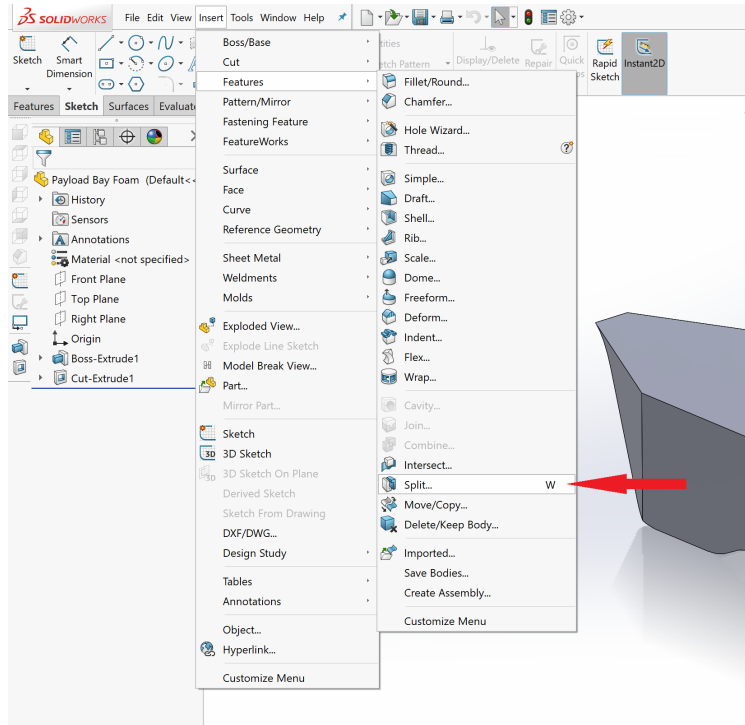 SOLIDWORKS File Edit View Insert Tools Window Help
Sketch Smart Dimension
Rapid Sketch Instant2D
Display/Delete Repair Quick
Features Sketch Surfaces
Payload Bay Foam (Default<
History
Sensors
Annotations
Material <not specified>
Front Plane
Top Plane
Right Plane
Origin
Boss-Extrude1
Cut-Extrude1
Boss/Base
Cut
Features
Pattern/Mirror
Fastening Feature
FeatureWorks
Surface
Face
Curve
Reference Geometry
Sheet Metal
Weldments
Molds
Exploded View...
Explode Line Sketch
Model Break View...
Part...
Mirror Part...
Sketch
3D Sketch
3D Sketch On Plane
Derived Sketch
Sketch From Drawing
DXF/DWG...
Design Study
Tables
Annotations
Object...
Hyperlink...
Customize Menu
Fillet/Round...
Chamfer...
Hole Wizard...
Thread...
Simple...
Draft...
Shell...
Rib...
Scale...
Dome...
Freeform...
Deform...
Indent...
Flex...
Wrap...
Cavity...
Join...
Combine...
Intersect...
Split... W
Move/Copy...
Delete/Keep Body...
Imported...
Save Bodies...
Create Assembly...
Customize Menu